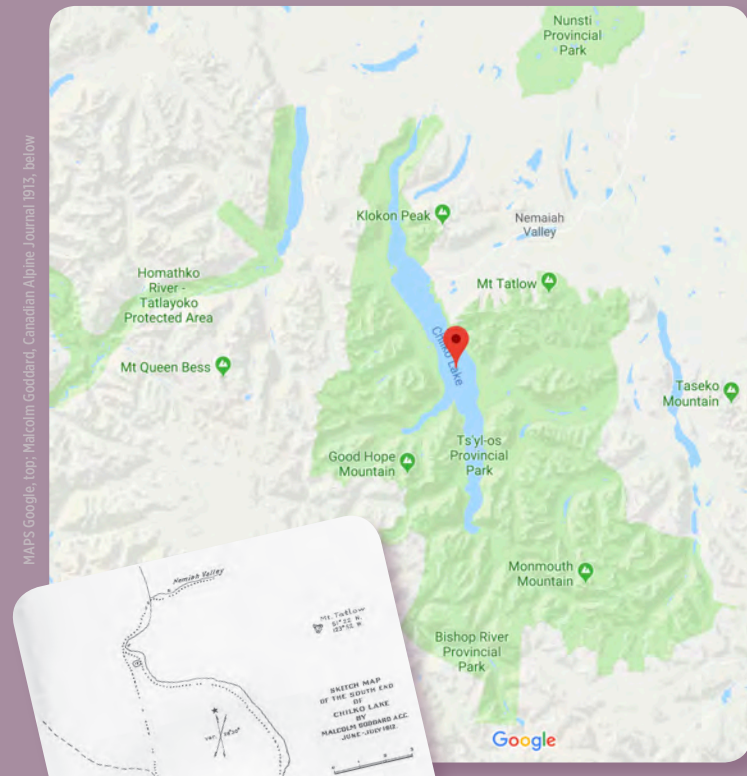 MAPS Google, top; Malcolm Goddard, Canadian Alpine Journal 1913, below
Nunsti
Provincial
Park
Klokon Peak
Nemaiah
Valley
Mt Tatlow
Homathko
River -
Tatlayoko
Protected Area
Mt Queen Bess
Chilko Lake
Taseko
Mountain
Ts'yl-os
Provincial
Park
Good Hope
Mountain
Monmouth
Mountain
Bishop River
Provincial
Park
Google
Nemiah Valley
Mt. Tatlow
SKETCH MAP
OF THE SOUTH END
OF
CHILKO LAKE
BY
MALCOLM GODDARD A.C.C.
JUNE-JULY 1912.